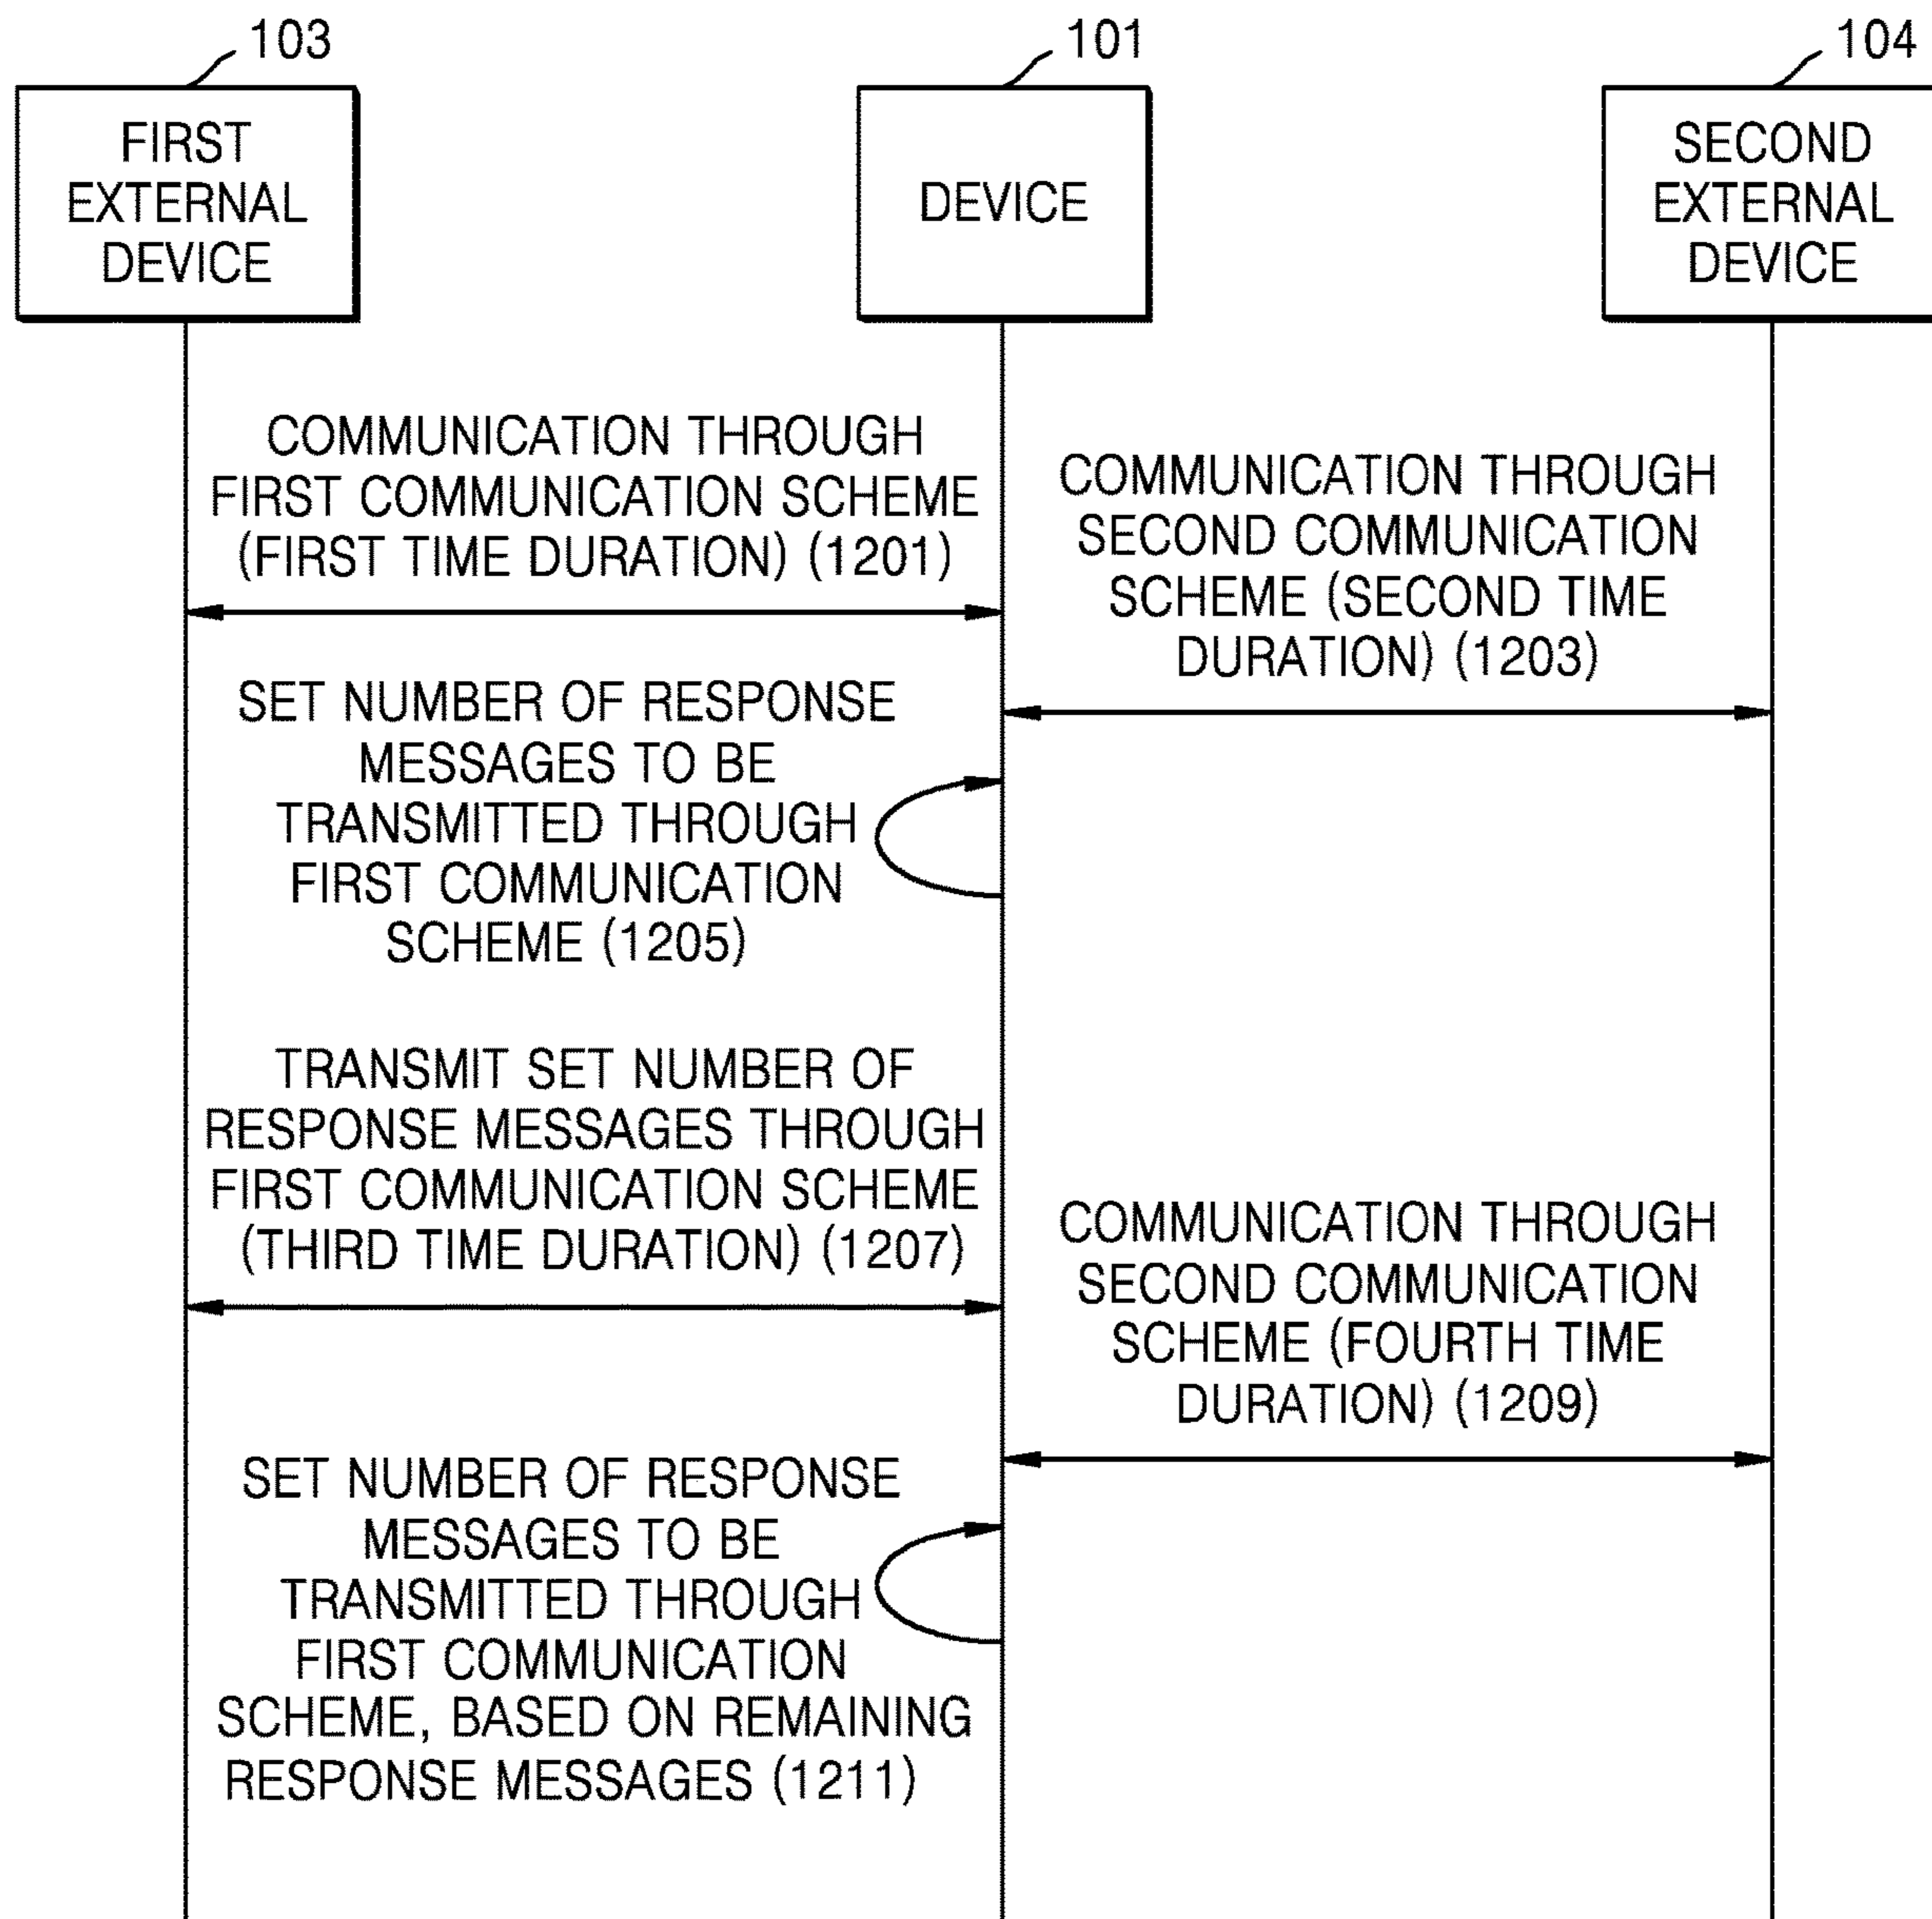 103
101
104
FIRST
EXTERNAL
DEVICE
DEVICE
SECOND
EXTERNAL
DEVICE
COMMUNICATION THROUGH
FIRST COMMUNICATION SCHEME
(FIRST TIME DURATION) (1201)
COMMUNICATION THROUGH
SECOND COMMUNICATION
SCHEME (SECOND TIME
DURATION) (1203)
SET NUMBER OF RESPONSE
MESSAGES TO BE
TRANSMITTED THROUGH
FIRST COMMUNICATION
SCHEME (1205)
TRANSMIT SET NUMBER OF
RESPONSE MESSAGES THROUGH
FIRST COMMUNICATION SCHEME
(THIRD TIME DURATION) (1207)
COMMUNICATION THROUGH
SECOND COMMUNICATION
SCHEME (FOURTH TIME
DURATION) (1209)
SET NUMBER OF RESPONSE
MESSAGES TO BE
TRANSMITTED THROUGH
FIRST COMMUNICATION
SCHEME, BASED ON REMAINING
RESPONSE MESSAGES (1211)